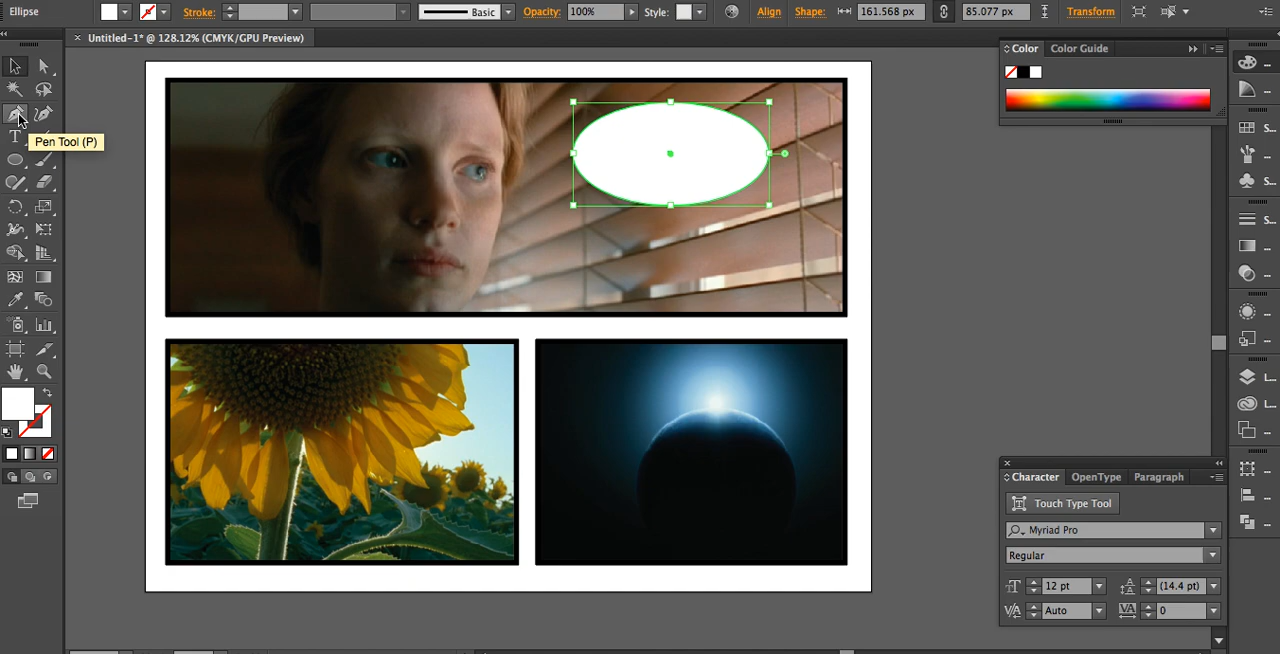 Ellipse Stroke: Basic Opacity: 100% Style: Align Shape: 161.568 px 85.077 px Transform
× Untitled-1* @ 128.12% (CMYK/GPU Preview)
Color Color Guide
Pen Tool (P)
T
S...
S...
S...
L...
L...
Character OpenType Paragraph
Touch Type Tool
Myriad Pro
Regular
12 pt (14.4 pt)
Auto 0